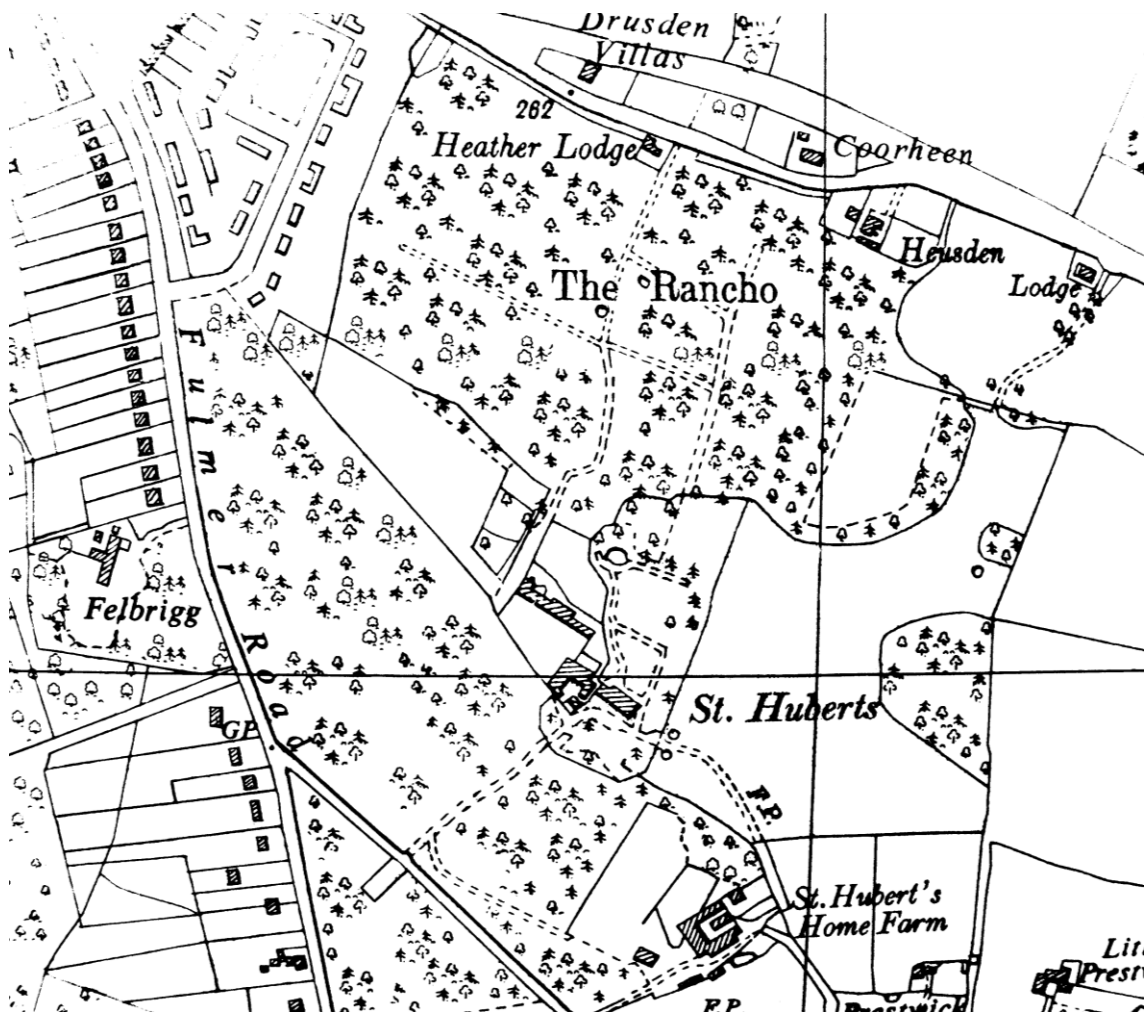 Drusden
Villas
262
Heather Lodge
Coorheen
Heusden
The Rancho
Lodge
Fulmer Road
Felbrigg
St. Huberts
GP
F.P.
St. Hubert's
Home Farm
Prestwick
F.P.